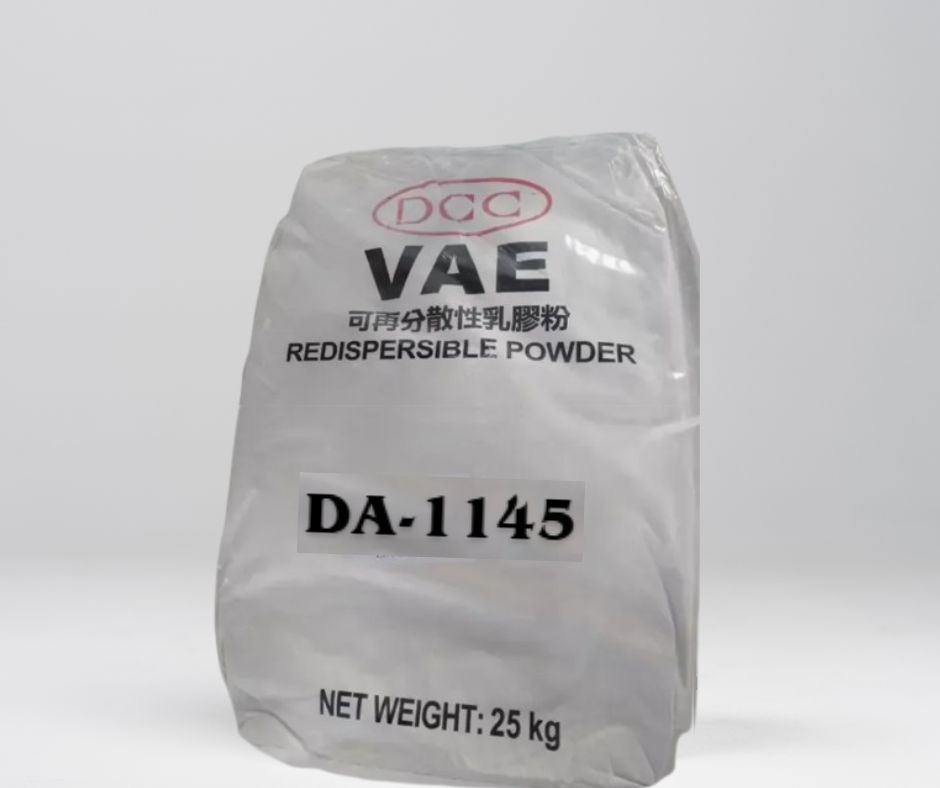 DCC
VAE
可再分散性乳膠粉
REDISPERSIBLE POWDER
DA-1145
NET WEIGHT: 25 kg